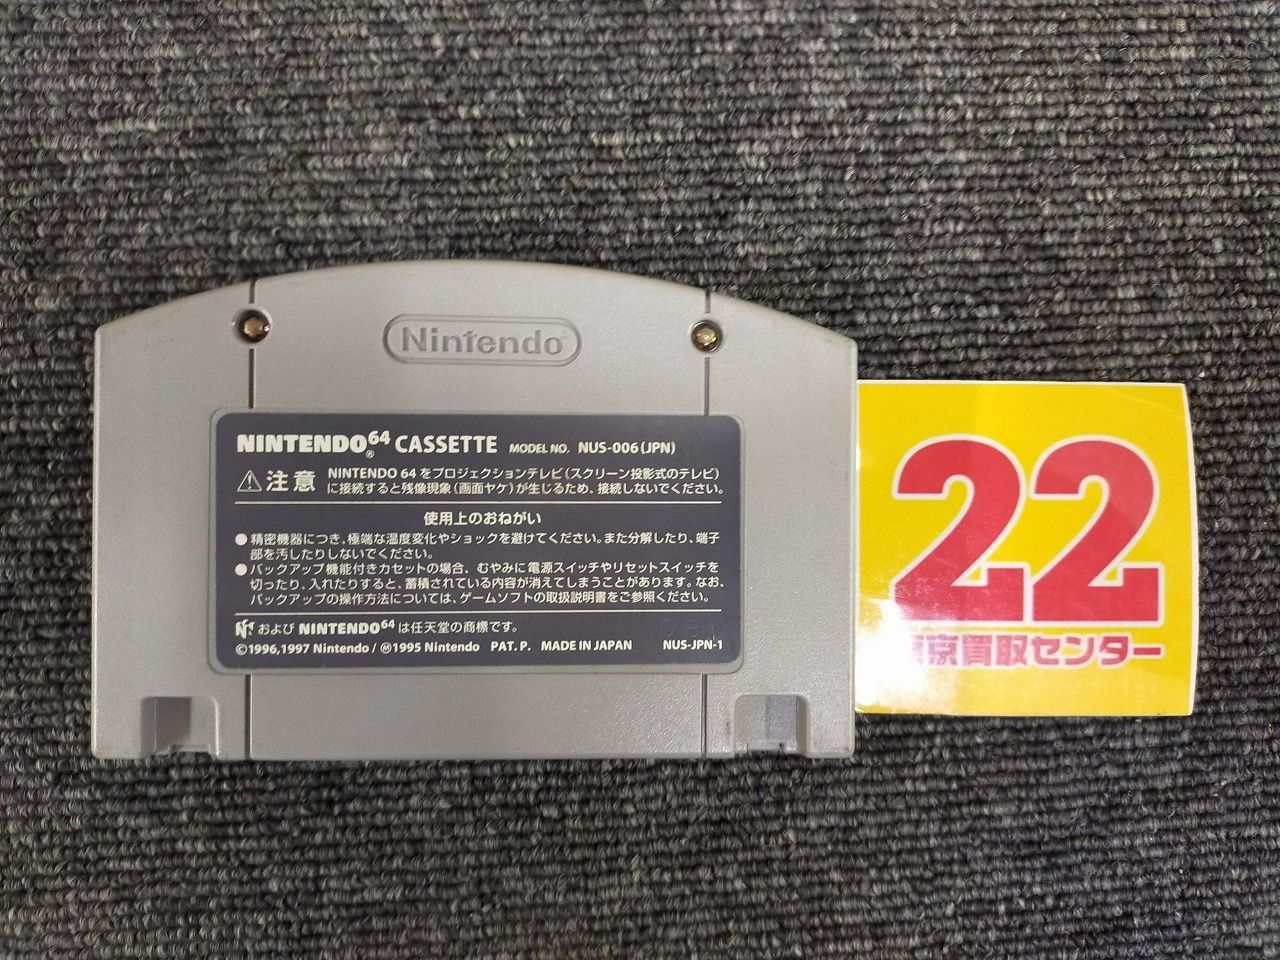 Nintendo
NINTENDO64® CASSETTE MODEL NO. NUS-006(JPN)
⚠注意 NINTENDO 64をプロジェクションテレビ(スクリーン投影式のテレビ)
に接続すると残像現象(画面ヤケ)が生じるため、接続しないでください。
使用上のおねがい
●精密機器につき、極端な温度変化やショックを避けてください。また分解したり、端子
部を汚したりしないでください。
●バックアップ機能付きカセットの場合、むやみに電源スイッチやリセットスイッチを
切ったり、入れたりすると、蓄積されている内容が消えてしまうことがあります。なお、
バックアップの操作方法については、ゲームソフトの取扱説明書をご参照ください。
および NINTENDO64 は任天堂の商標です。
©1996,1997 Nintendo/Ⓜ1995 Nintendo PAT. P. MADE IN JAPAN NUS-JPN-1
22
京買取センター